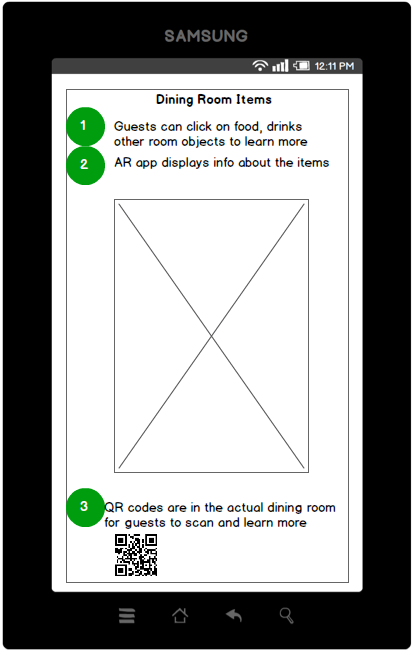 SAMSUNG
12:11 PM
Dining Room Items
1
Guests can click on food, drinks
other room objects to learn more
2
AR app displays info about the items
3
QR codes are in the actual dining room
for guests to scan and learn more